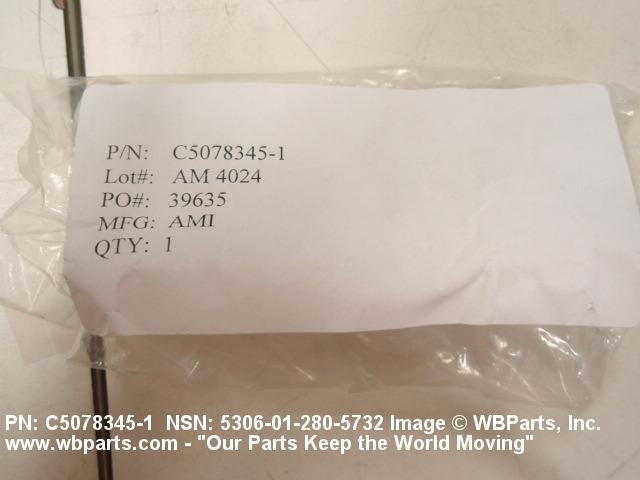 P/N: C5078345-1
Lot#: AM 4024
PO#: 39635
MFG: AMI
QTY: 1
PN: C5078345-1 NSN: 5306-01-280-5732 Image © WBParts, Inc.
www.wbparts.com - "Our Parts Keep the World Moving"